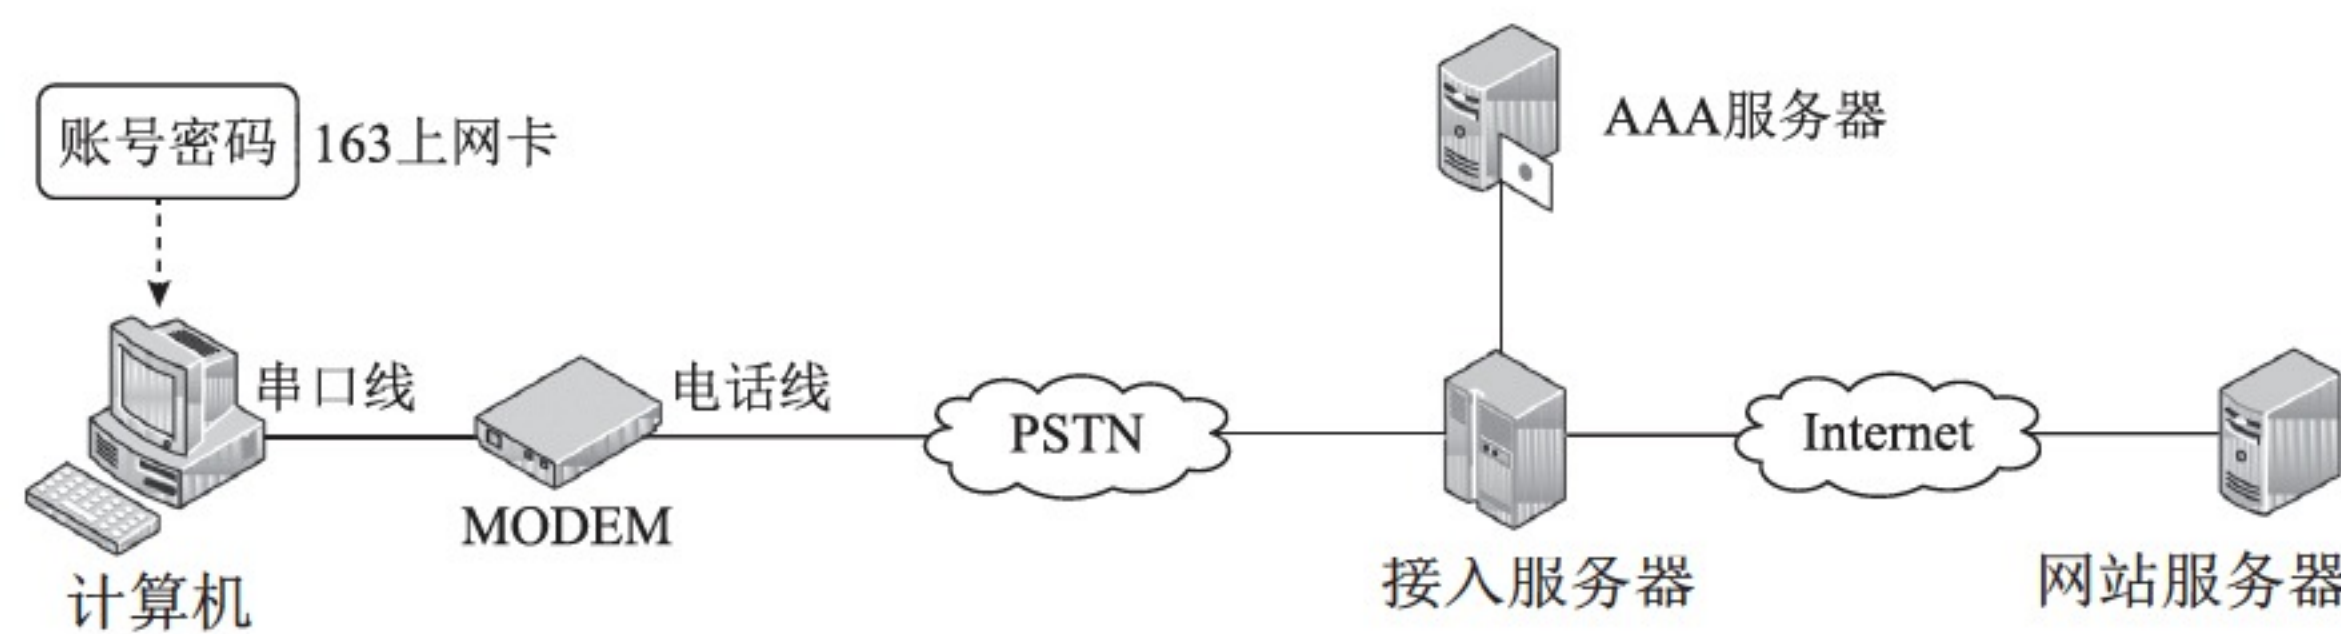 账号密码
163上网卡
AAA服务器
串口线
电话线
PSTN
Internet
MODEM
计算机
接入服务器
网站服务器